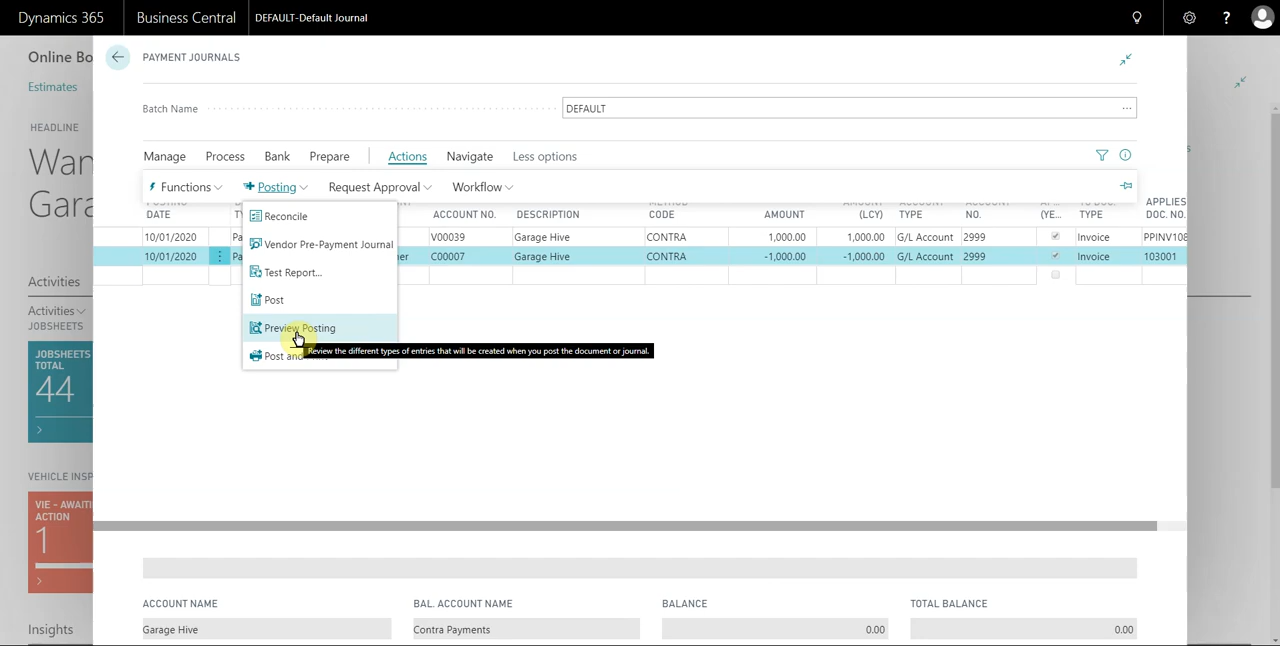 Dynamics 365
Business Central
DEFAULT-Default Journal
?
Online Bo
PAYMENT JOURNALS
Estimates
Batch Name
DEFAULT
HEADLINE
Wan
Gara
Manage Process Bank Prepare Actions Navigate Less options
Functions Posting Request Approval Workflow
DATE ACCOUNT NO. DESCRIPTION CODE AMOUNT (LCY) TYPE NO. (YE... TYPE DOC. NO.
APPLIES
10/01/2020 Pa V00039 Garage Hive CONTRA 1,000.00 1,000.00 G/L Account 2999 Invoice PPINV108
10/01/2020 Pa er C00007 Garage Hive CONTRA -1,000.00 -1,000.00 G/L Account 2999 Invoice 103001
Reconcile
Vendor Pre-Payment Journal
Test Report...
Post
Preview Posting
Review the different types of entries that will be created when you post the document or journal.
Post and
Activities
Activities
JOBSHEETS
JOBSHEETS
TOTAL
44
VEHICLE INSP
VIE - AWAITI
ACTION
1
Insights
ACCOUNT NAME BAL. ACCOUNT NAME BALANCE TOTAL BALANCE
Garage Hive Contra Payments 0.00 0.00